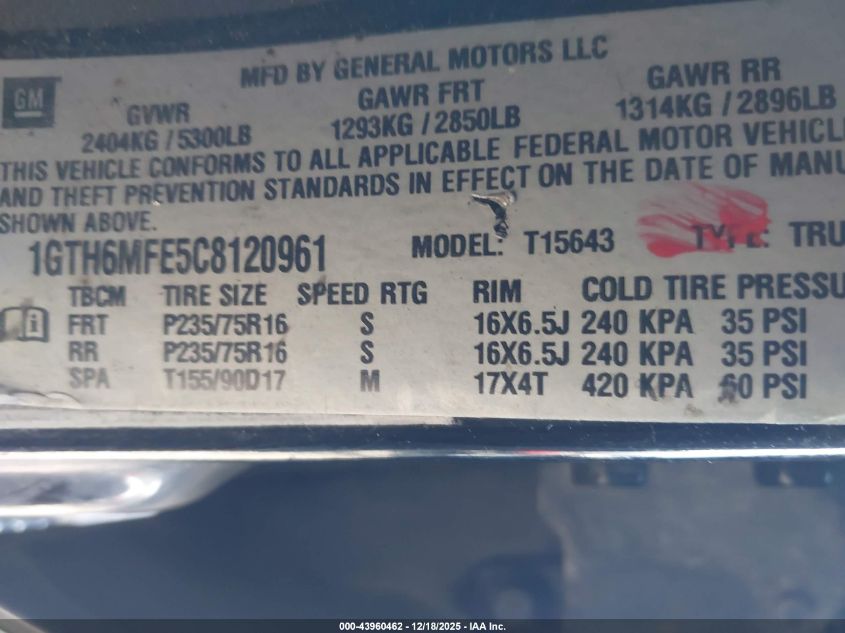 MFD BY GENERAL MOTORS LLC
GM
GVWR GAWR FRT GAWR RR
2404KG / 5300LB 1293KG / 2850LB 1314KG / 2896LB
THIS VEHICLE CONFORMS TO ALL APPLICABLE FEDERAL MOTOR VEHICL
AND THEFT PREVENTION STANDARDS IN EFFECT ON THE DATE OF MANU
SHOWN ABOVE.
1GTH6MFE5C8120961 MODEL: T15643 TYPE: TRU
TBCM TIRE SIZE SPEED RTG RIM COLD TIRE PRESSU
FRT P235/75R16 S 16X6.5J 240 KPA 35 PSI
RR P235/75R16 S 16X6.5J 240 KPA 35 PSI
SPA T155/90D17 M 17X4T 420 KPA 60 PSI
000-43960462 - 12/18/2025 - IAA Inc.